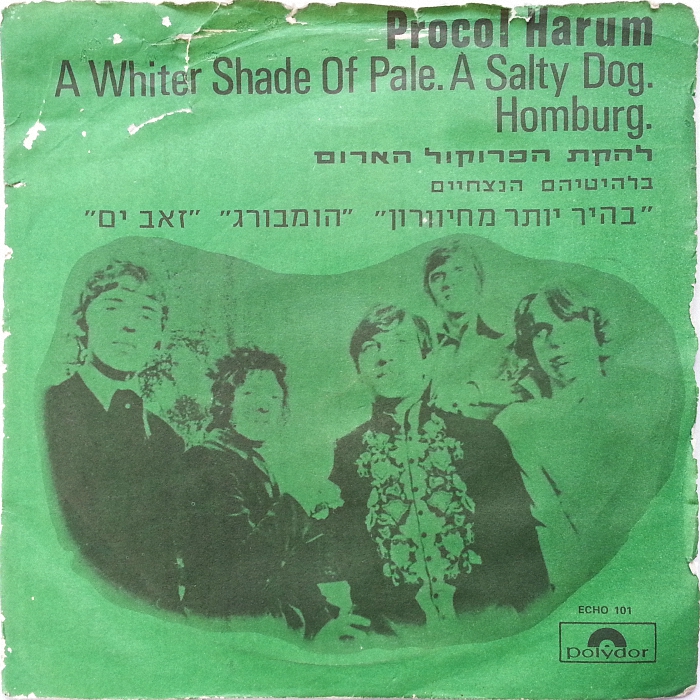 Procol Harum
A Whiter Shade Of Pale. A Salty Dog.
Homburg.
להקת הפרוקול הארום
בלהיטיהם הנצחיים
"בהיר יותר מחיוורון" "הומבורג" "זאב ים"
ECHO 101
polydor